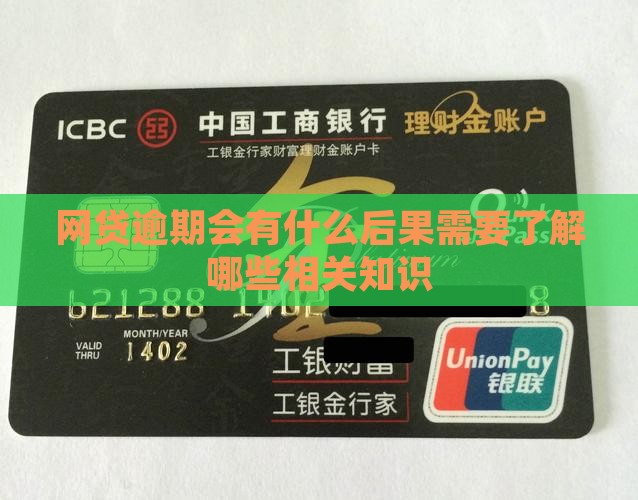 ICBC 中国工商银行 理财金账户
工银金行家财富理财金账户卡
网贷逾期会有什么后果需要了解
哪些相关知识
621288 1402 8
MONTH/YEAR
VALID THRU 1402
工银财富
工银金行家
UnionPay
银联